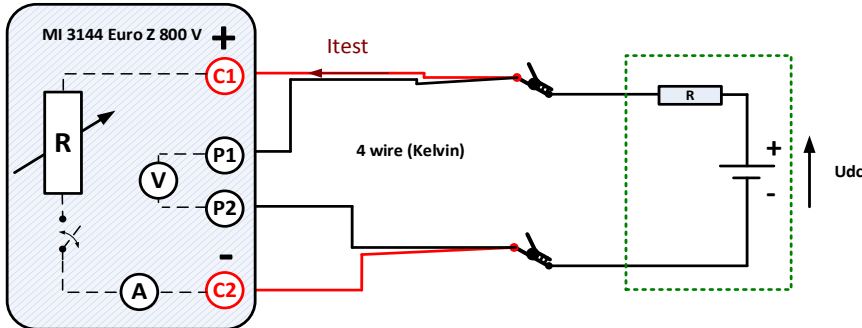 MI 3144 Euro Z 800 V
+
Itest
C1
R
R
P1
4 wire (Kelvin)
V
+
-
Udc
P2
-
A
C2